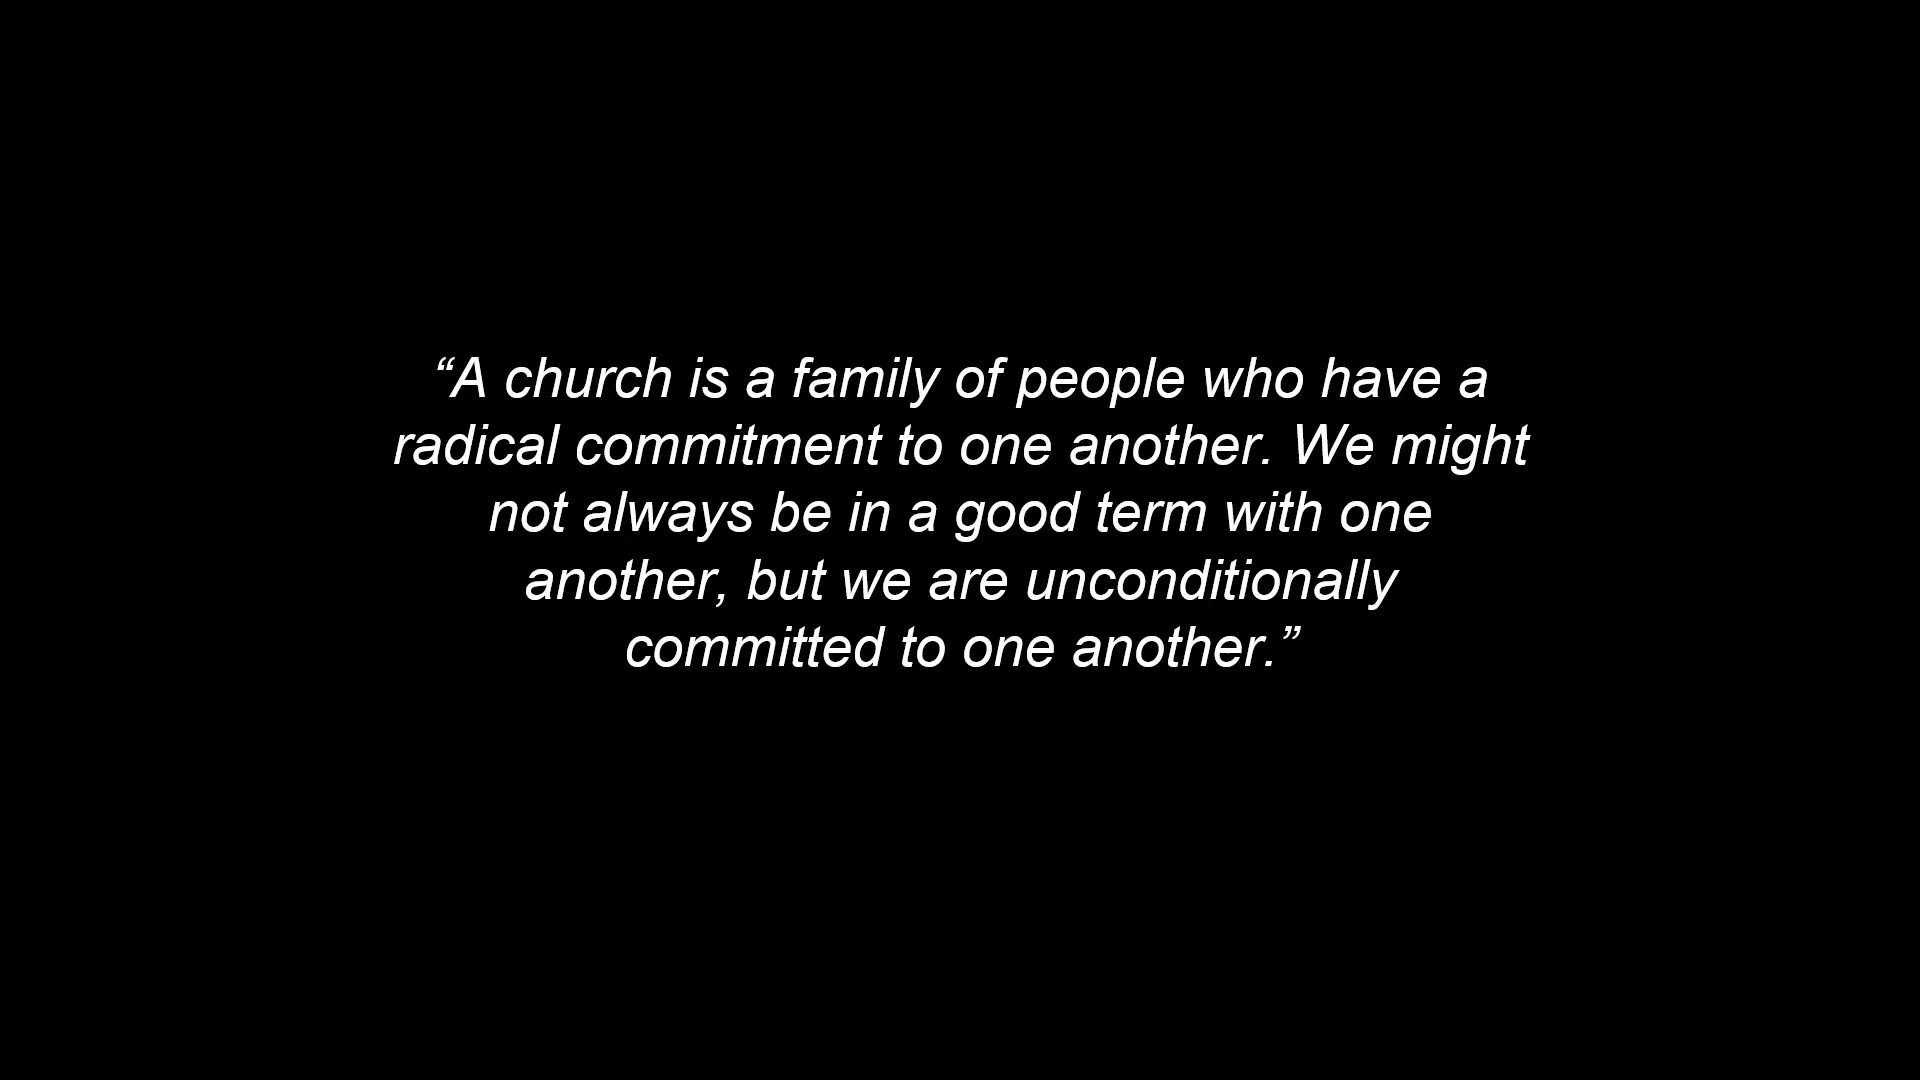 “A church is a family of people who have a
radical commitment to one another. We might
not always be in a good term with one
another, but we are unconditionally
committed to one another.”